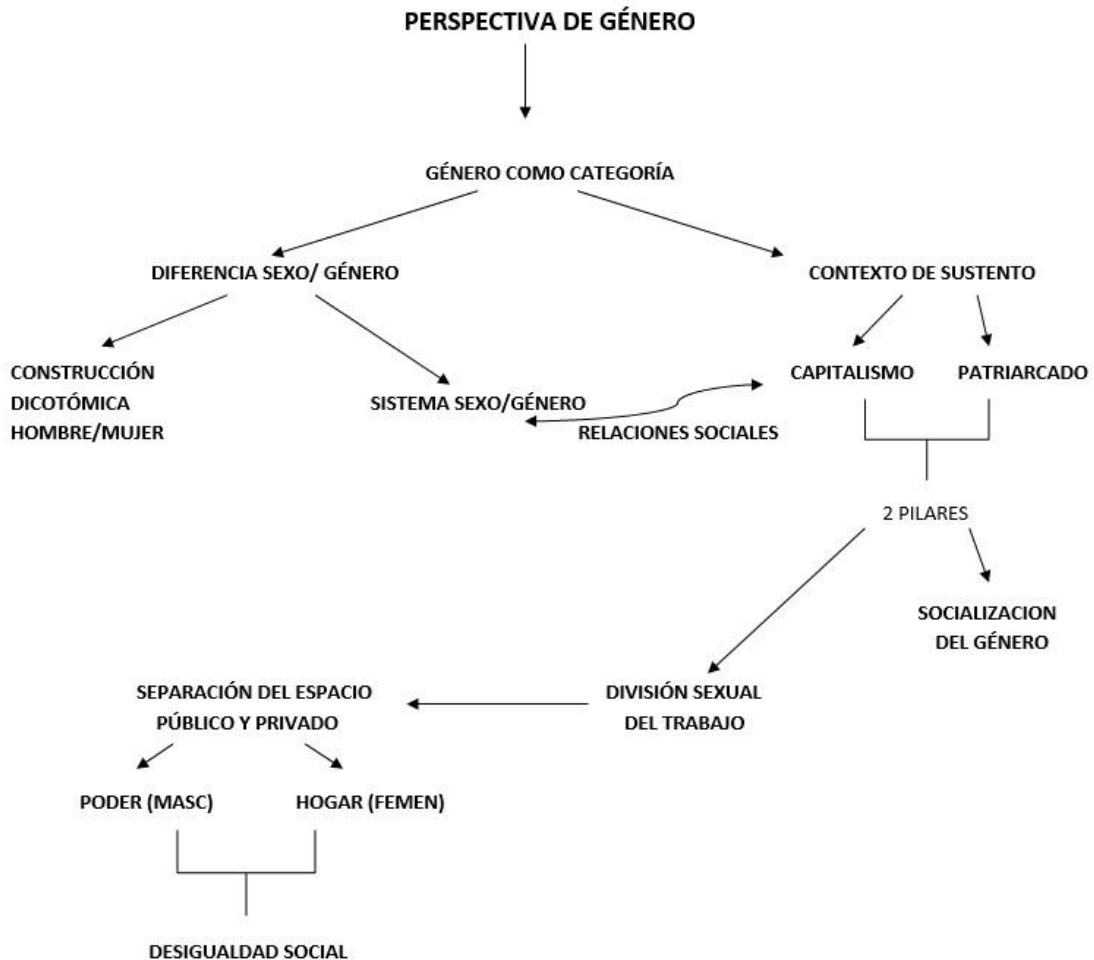 PERSPECTIVA DE GÉNERO
GÉNERO COMO CATEGORÍA
DIFERENCIA SEXO/ GÉNERO
CONTEXTO DE SUSTENTO
CONSTRUCCIÓN
DICOTÓMICA
HOMBRE/MUJER
SISTEMA SEXO/GÉNERO
RELACIONES SOCIALES
CAPITALISMO
PATRIARCADO
2 PILARES
SOCIALIZACION
DEL GÉNERO
DIVISIÓN SEXUAL
DEL TRABAJO
SEPARACIÓN DEL ESPACIO
PÚBLICO Y PRIVADO
PODER (MASC)
HOGAR (FEMEN)
DESIGUALDAD SOCIAL